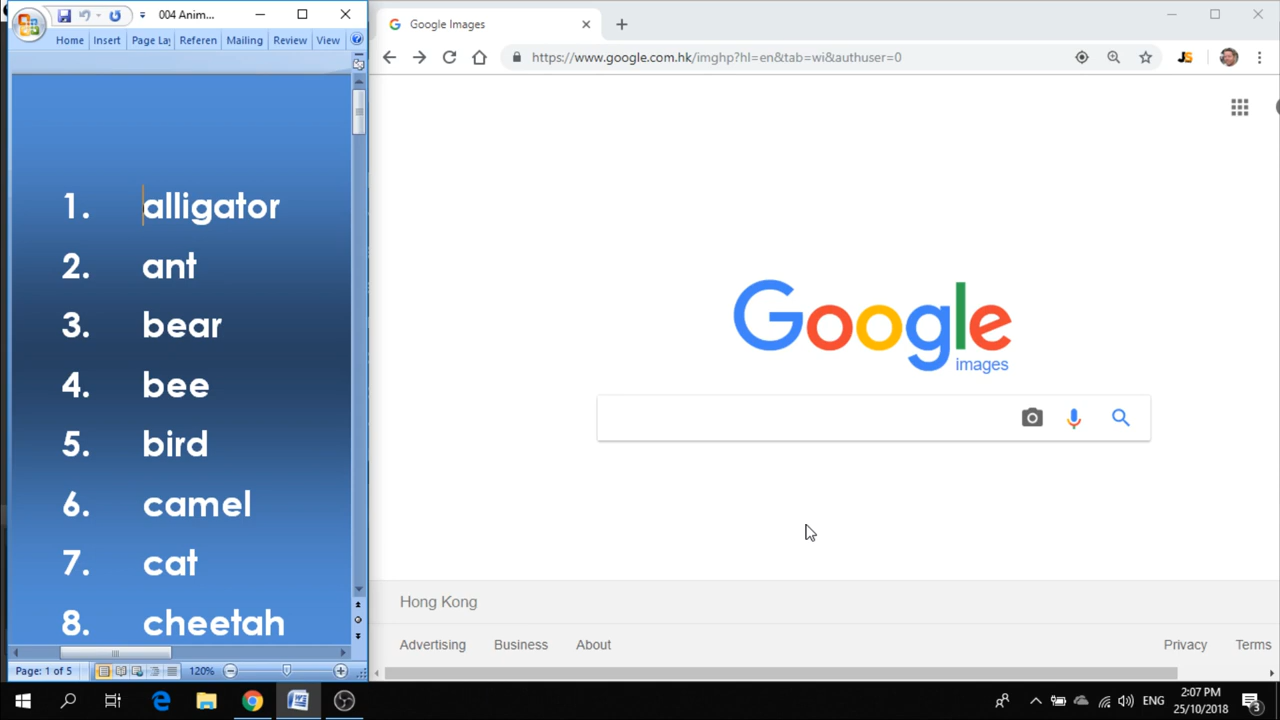 004 Anim...
Home Insert Page Lay Referen Mailing Review View
1. alligator
2. ant
3. bear
4. bee
5. bird
6. camel
7. cat
8. cheetah
Page: 1 of 5 120%
Google Images
https://www.google.com.hk/imghp?hl=en&tab=wi&authuser=0
JS
Google
images
Hong Kong
Advertising Business About Privacy Terms
ENG
2:07 PM
25/10/2018
3